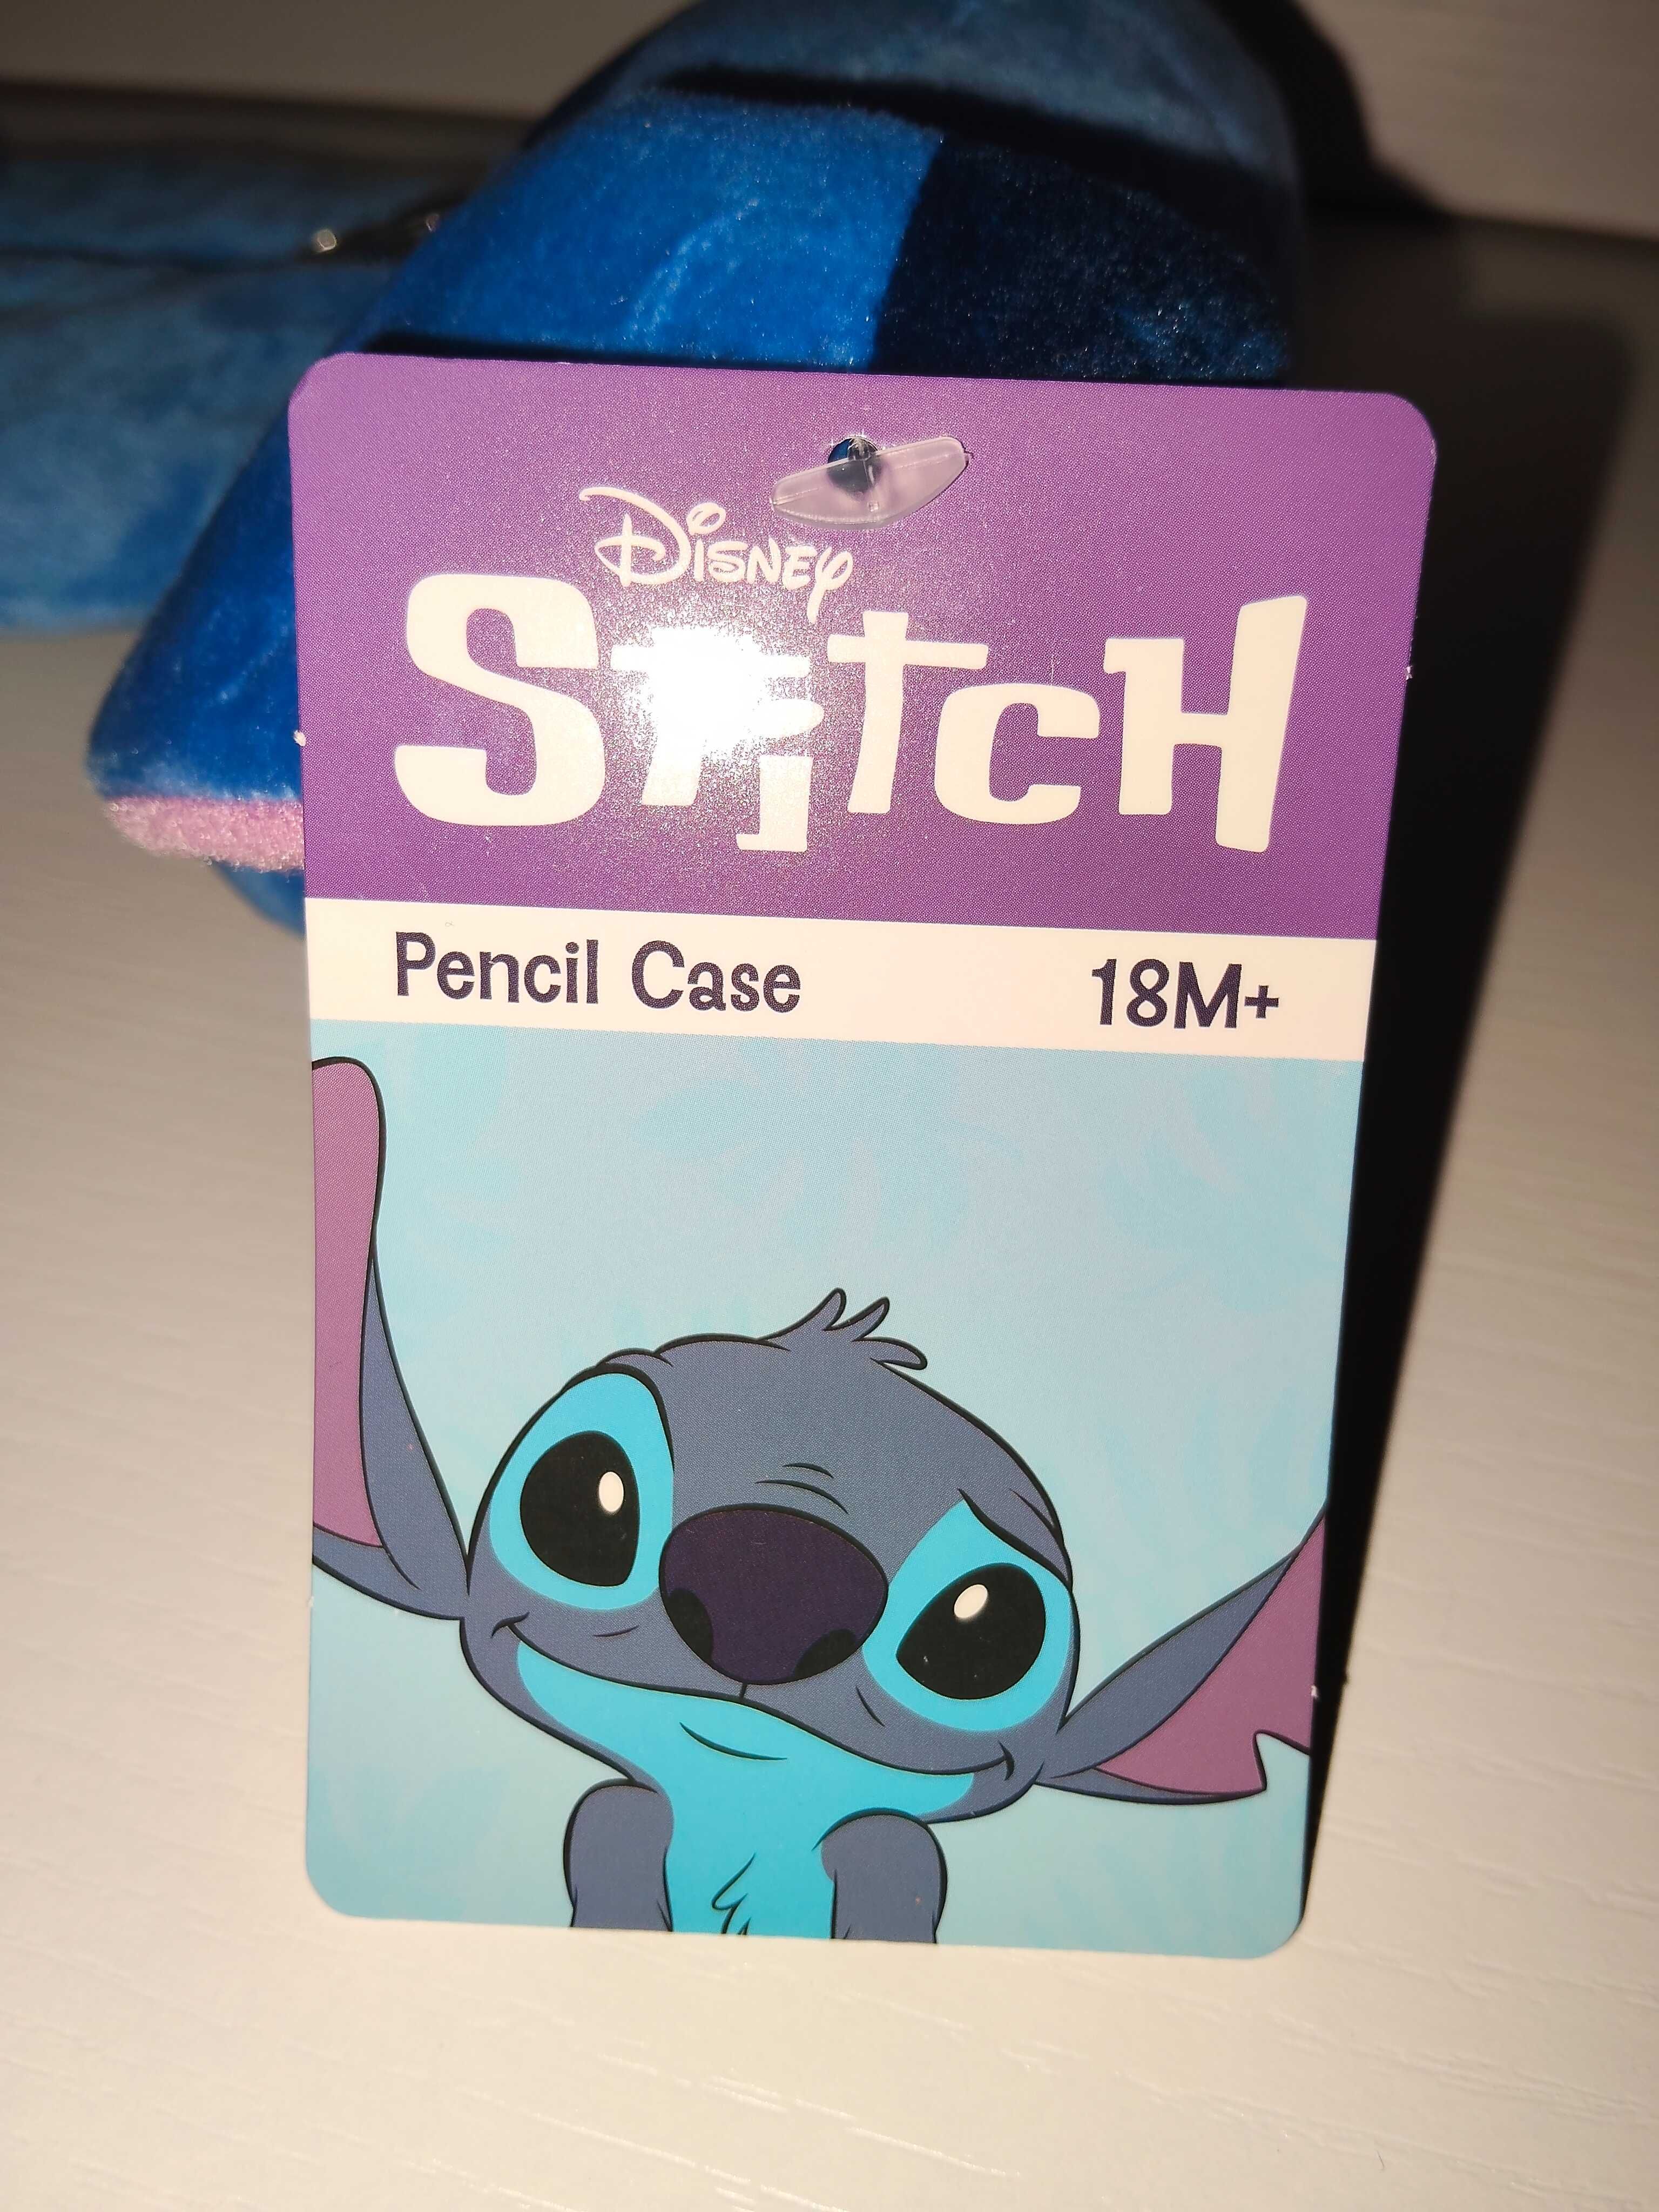 Disney
Stitch
Pencil Case 18M+